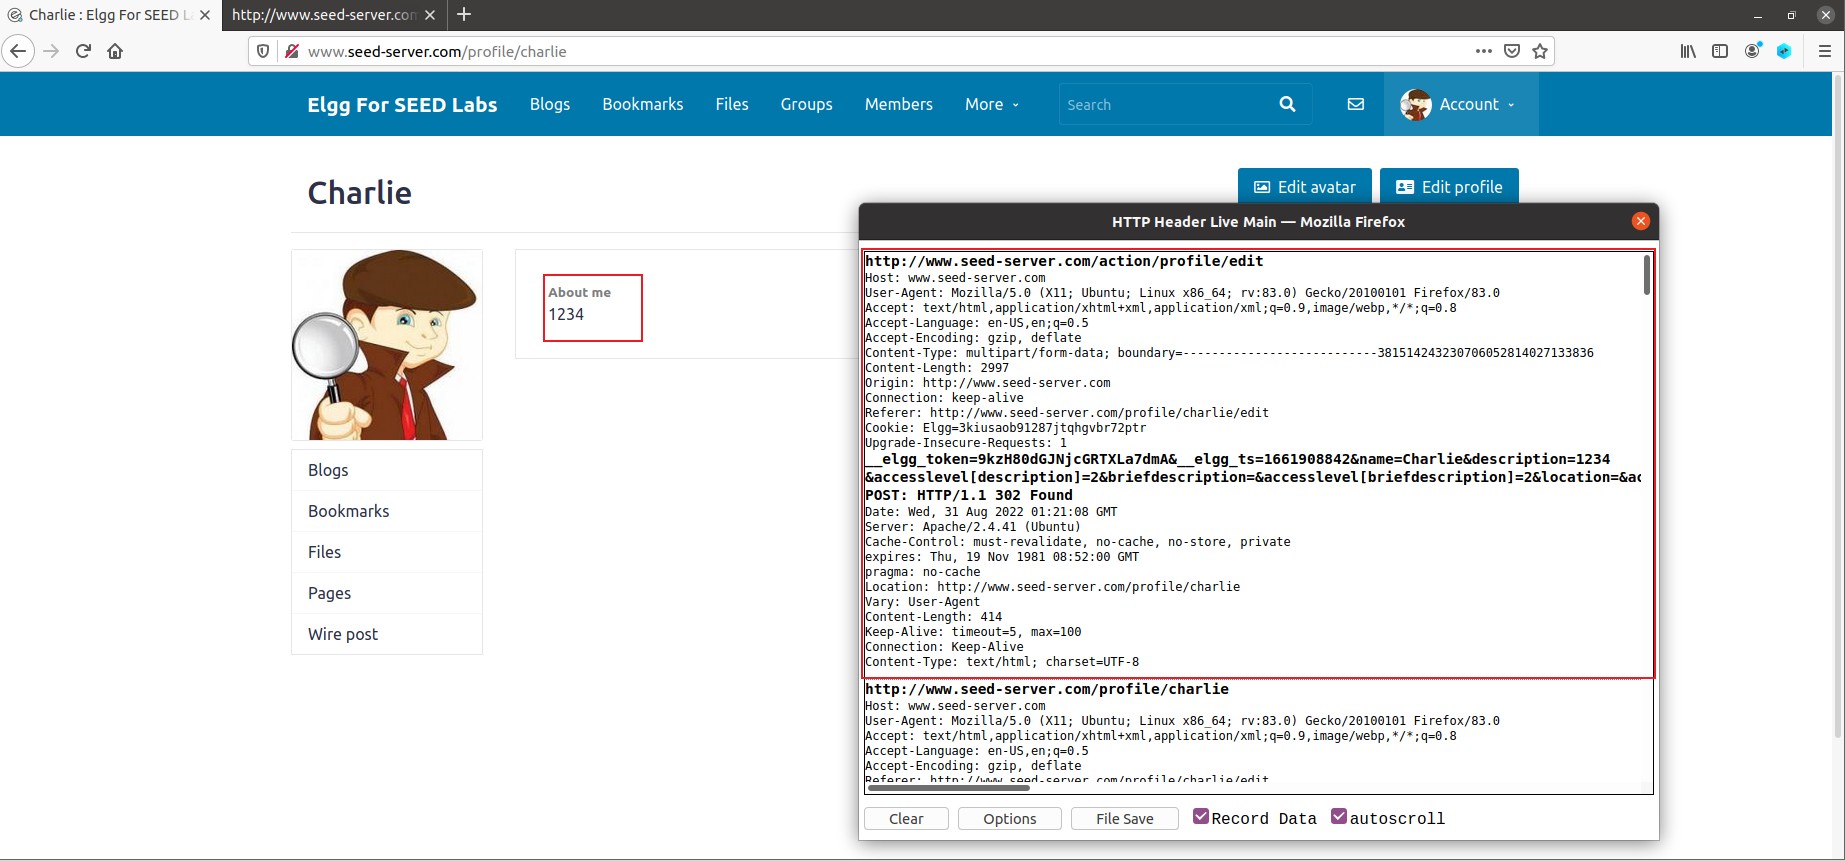 Charlie : Elgg For SEED L
http://www.seed-server.com
www.seed-server.com/profile/charlie
Elgg For SEED Labs
Blogs
Bookmarks
Files
Groups
Members
More
Search
Account
Charlie
Edit avatar
Edit profile
About me
1234
Blogs
Bookmarks
Files
Pages
Wire post
HTTP Header Live Main — Mozilla Firefox
http://www.seed-server.com/action/profile/edit
Host: www.seed-server.com
User-Agent: Mozilla/5.0 (X11; Ubuntu; Linux x86_64; rv:83.0) Gecko/20100101 Firefox/83.0
Accept: text/html,application/xhtml+xml,application/xml;q=0.9,image/webp,*/*;q=0.8
Accept-Language: en-US,en;q=0.5
Accept-Encoding: gzip, deflate
Content-Type: multipart/form-data; boundary=---------------------------381514243230706052814027133836
Content-Length: 2997
Origin: http://www.seed-server.com
Connection: keep-alive
Referer: http://www.seed-server.com/profile/charlie/edit
Cookie: Elgg=3kiusaob91287jtqhgvbr72ptr
Upgrade-Insecure-Requests: 1
__elgg_token=9kzH80dGJNjcGRTXLa7dmA&__elgg_ts=1661908842&name=Charlie&description=1234
&accesslevel[description]=2&briefdescription=&accesslevel[briefdescription]=2&location=&ac
POST: HTTP/1.1 302 Found
Date: Wed, 31 Aug 2022 01:21:08 GMT
Server: Apache/2.4.41 (Ubuntu)
Cache-Control: must-revalidate, no-cache, no-store, private
expires: Thu, 19 Nov 1981 08:52:00 GMT
pragma: no-cache
Location: http://www.seed-server.com/profile/charlie
Vary: User-Agent
Content-Length: 414
Keep-Alive: timeout=5, max=100
Connection: Keep-Alive
Content-Type: text/html; charset=UTF-8
http://www.seed-server.com/profile/charlie
Host: www.seed-server.com
User-Agent: Mozilla/5.0 (X11; Ubuntu; Linux x86_64; rv:83.0) Gecko/20100101 Firefox/83.0
Accept: text/html,application/xhtml+xml,application/xml;q=0.9,image/webp,*/*;q=0.8
Accept-Language: en-US,en;q=0.5
Accept-Encoding: gzip, deflate
Referer: http://www.seed-server.com/profile/charlie/edit
Clear
Options
File Save
Record Data
autoscroll